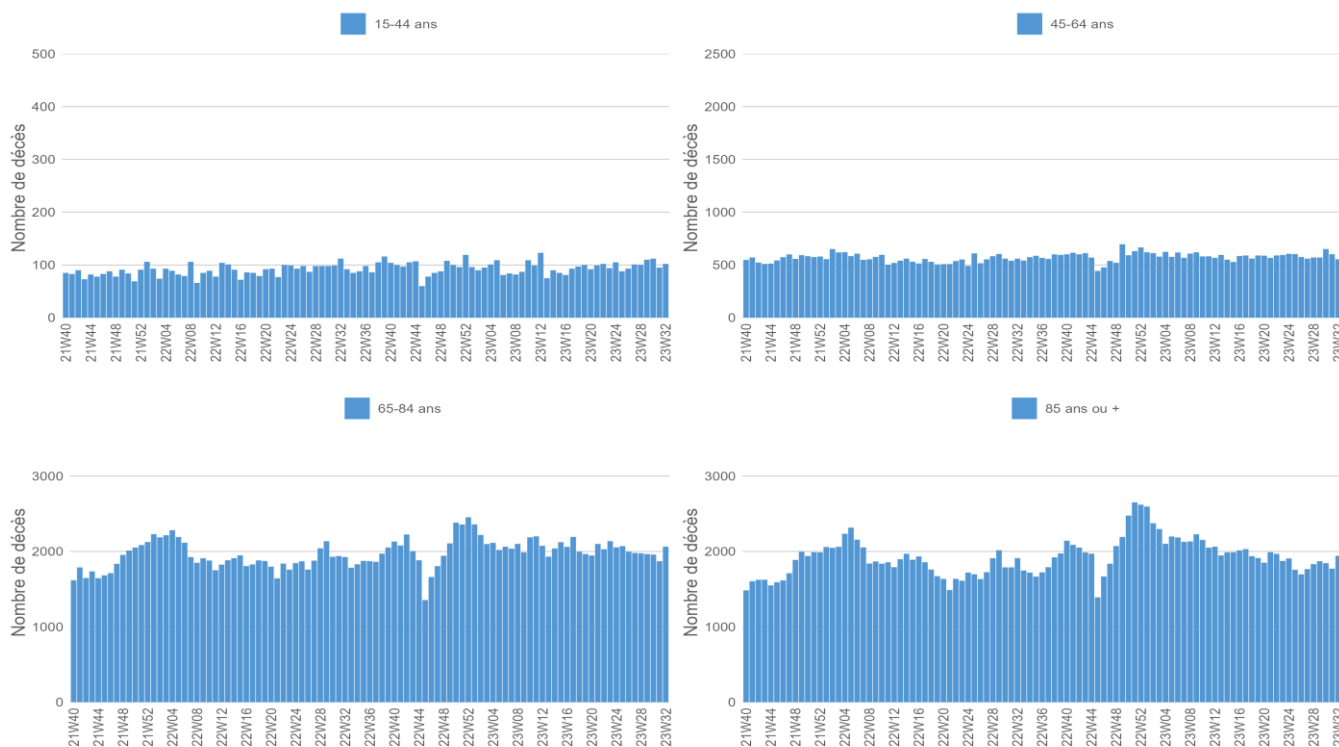 15-44 ans
500
400
300
200
100
0
Nombre de décès
21W40 21W44 21W48 21W52 22W04 22W08 22W12 22W16 22W20 22W24 22W28 22W32 22W36 22W40 22W44 22W48 22W52 23W04 23W08 23W12 23W16 23W20 23W24 23W28 23W32
45-64 ans
2500
2000
1500
1000
500
0
Nombre de décès
21W40 21W44 21W48 21W52 22W04 22W08 22W12 22W16 22W20 22W24 22W28 22W32 22W36 22W40 22W44 22W48 22W52 23W04 23W08 23W12 23W16 23W20 23W24 23W28 23W32
65-84 ans
3000
2000
1000
0
Nombre de décès
21W40 21W44 21W48 21W52 22W04 22W08 22W12 22W16 22W20 22W24 22W28 22W32 22W36 22W40 22W44 22W48 22W52 23W04 23W08 23W12 23W16 23W20 23W24 23W28 23W32
85 ans ou +
3000
2000
1000
0
Nombre de décès
21W40 21W44 21W48 21W52 22W04 22W08 22W12 22W16 22W20 22W24 22W28 22W32 22W36 22W40 22W44 22W48 22W52 23W04 23W08 23W12 23W16 23W20 23W24 23W28 23W32